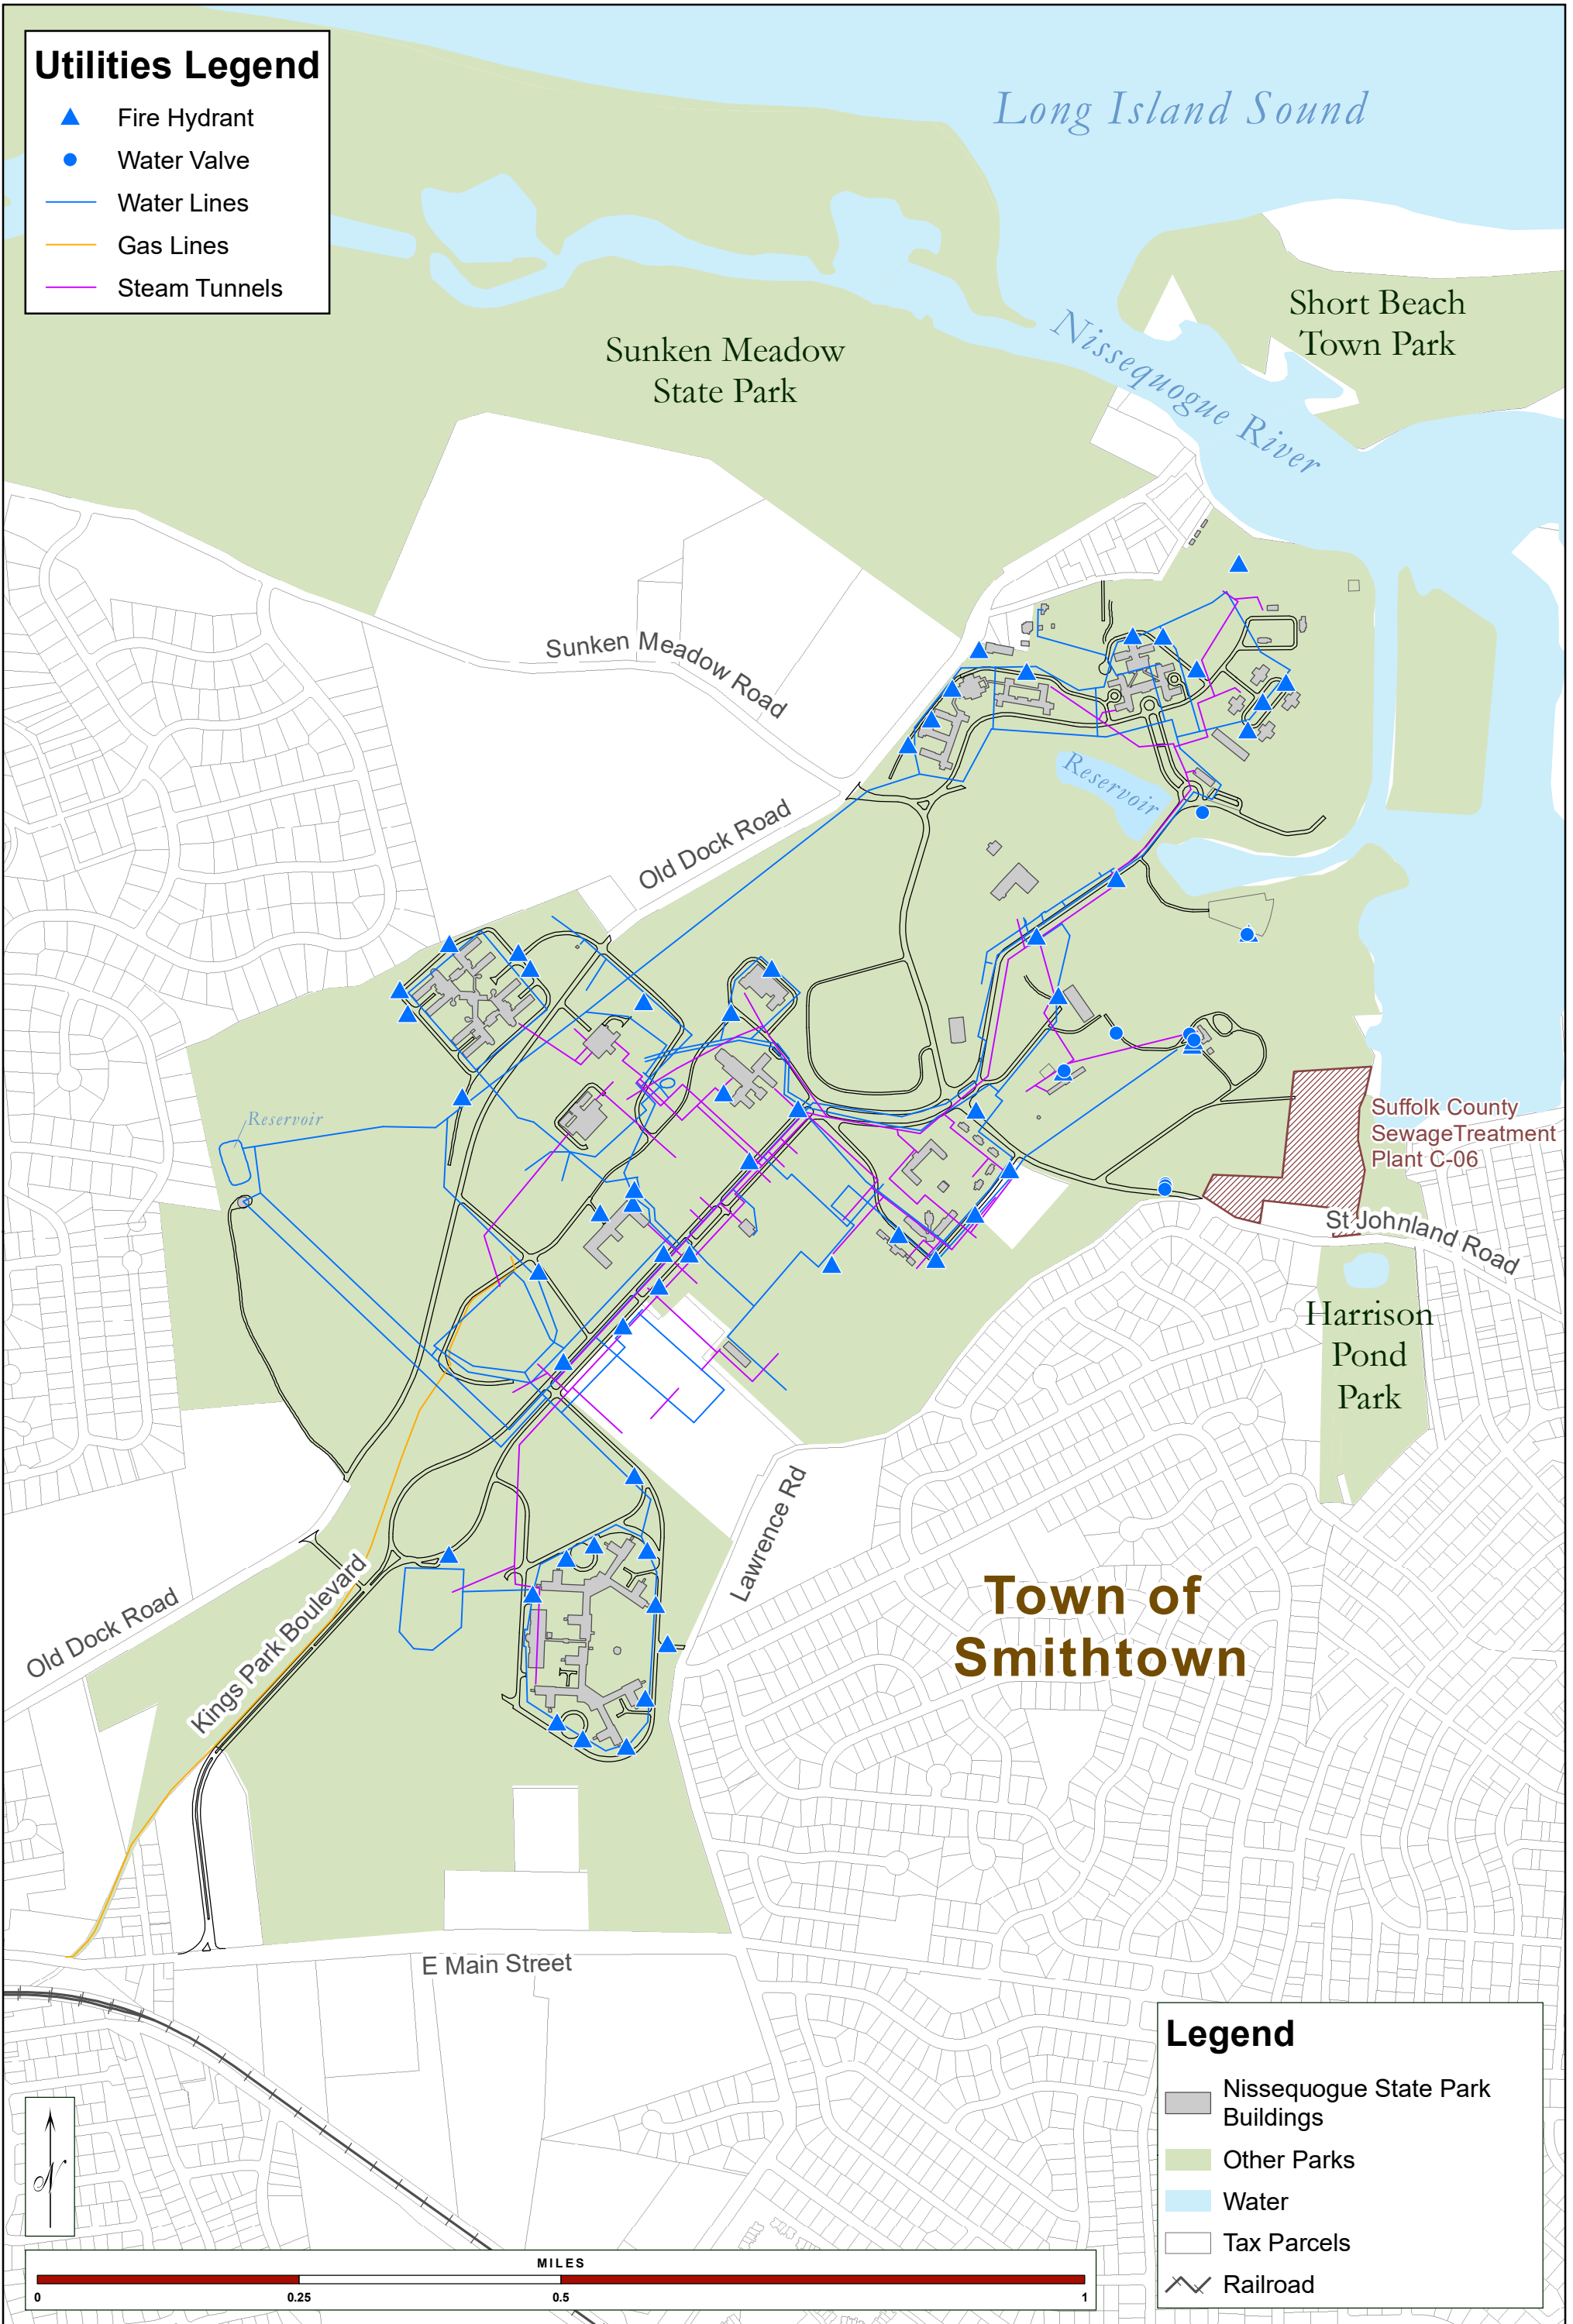 Utilities Legend
Fire Hydrant
Water Valve
Water Lines
Gas Lines
Steam Tunnels
Long Island Sound
Short Beach
Town Park
Nissequogue River
Sunken Meadow
State Park
Sunken Meadow Road
Reservoir
Old Dock Road
Reservoir
Suffolk County
SewageTreatment
Plant C-06
St Johnland Road
Harrison
Pond
Park
Lawrence Rd
Town of
Smithtown
Old Dock Road
Kings Park Boulevard
E Main Street
Legend
Nissequogue State Park
Buildings
Other Parks
Water
Tax Parcels
Railroad
N
MILES
0 0.25 0.5 1